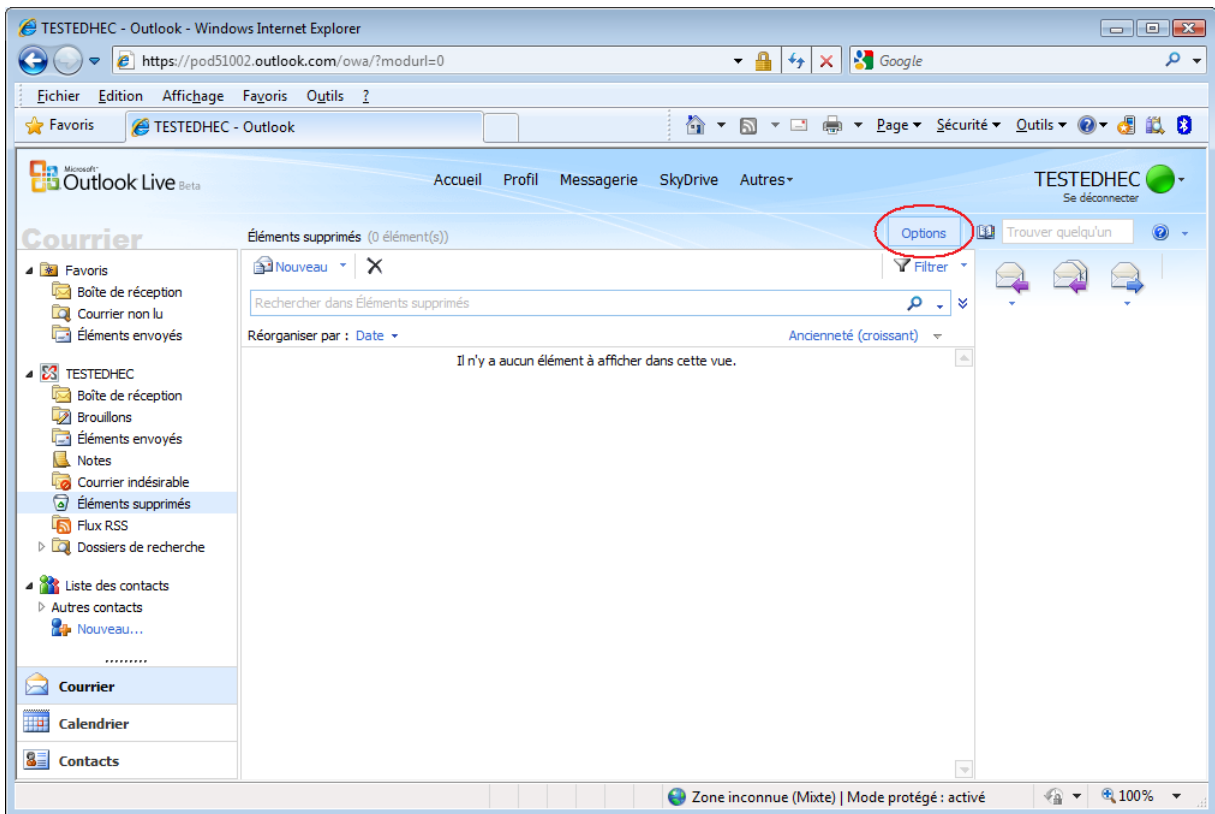 TESTEDHEC - Outlook - Windows Internet Explorer
https://pod51002.outlook.com/owa/?modurl=0
Google
Fichier Edition Affichage Favoris Outils ?
Favoris TESTEDHEC - Outlook Page Sécurité Outils
Microsoft
Outlook Live Beta Accueil Profil Messagerie SkyDrive Autres TESTEDHEC
Se déconnecter
Courrier Éléments supprimés (0 élément(s)) Options Trouver quelqu'un
Favoris Nouveau Filtrer
Boîte de réception Rechercher dans Éléments supprimés
Courrier non lu
Éléments envoyés Réorganiser par : Date Ancienneté (croissant)
Il n'y a aucun élément à afficher dans cette vue.
TESTEDHEC
Boîte de réception
Brouillons
Éléments envoyés
Notes
Courrier indésirable
Éléments supprimés
Flux RSS
Dossiers de recherche
Liste des contacts
Autres contacts
Nouveau...
Courrier
Calendrier
Contacts
Zone inconnue (Mixte) | Mode protégé : activé 100%